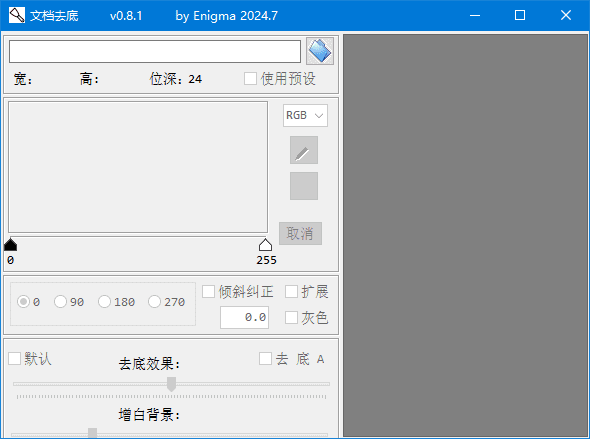 文档去底 v0.8.1 by Enigma 2024.7
宽： 高： 位深：24 使用预设
RGB
取消
0 255
0 90 180 270 倾斜纠正 扩展
0.0 灰色
默认 去底效果： 去 底 A
增白背景：